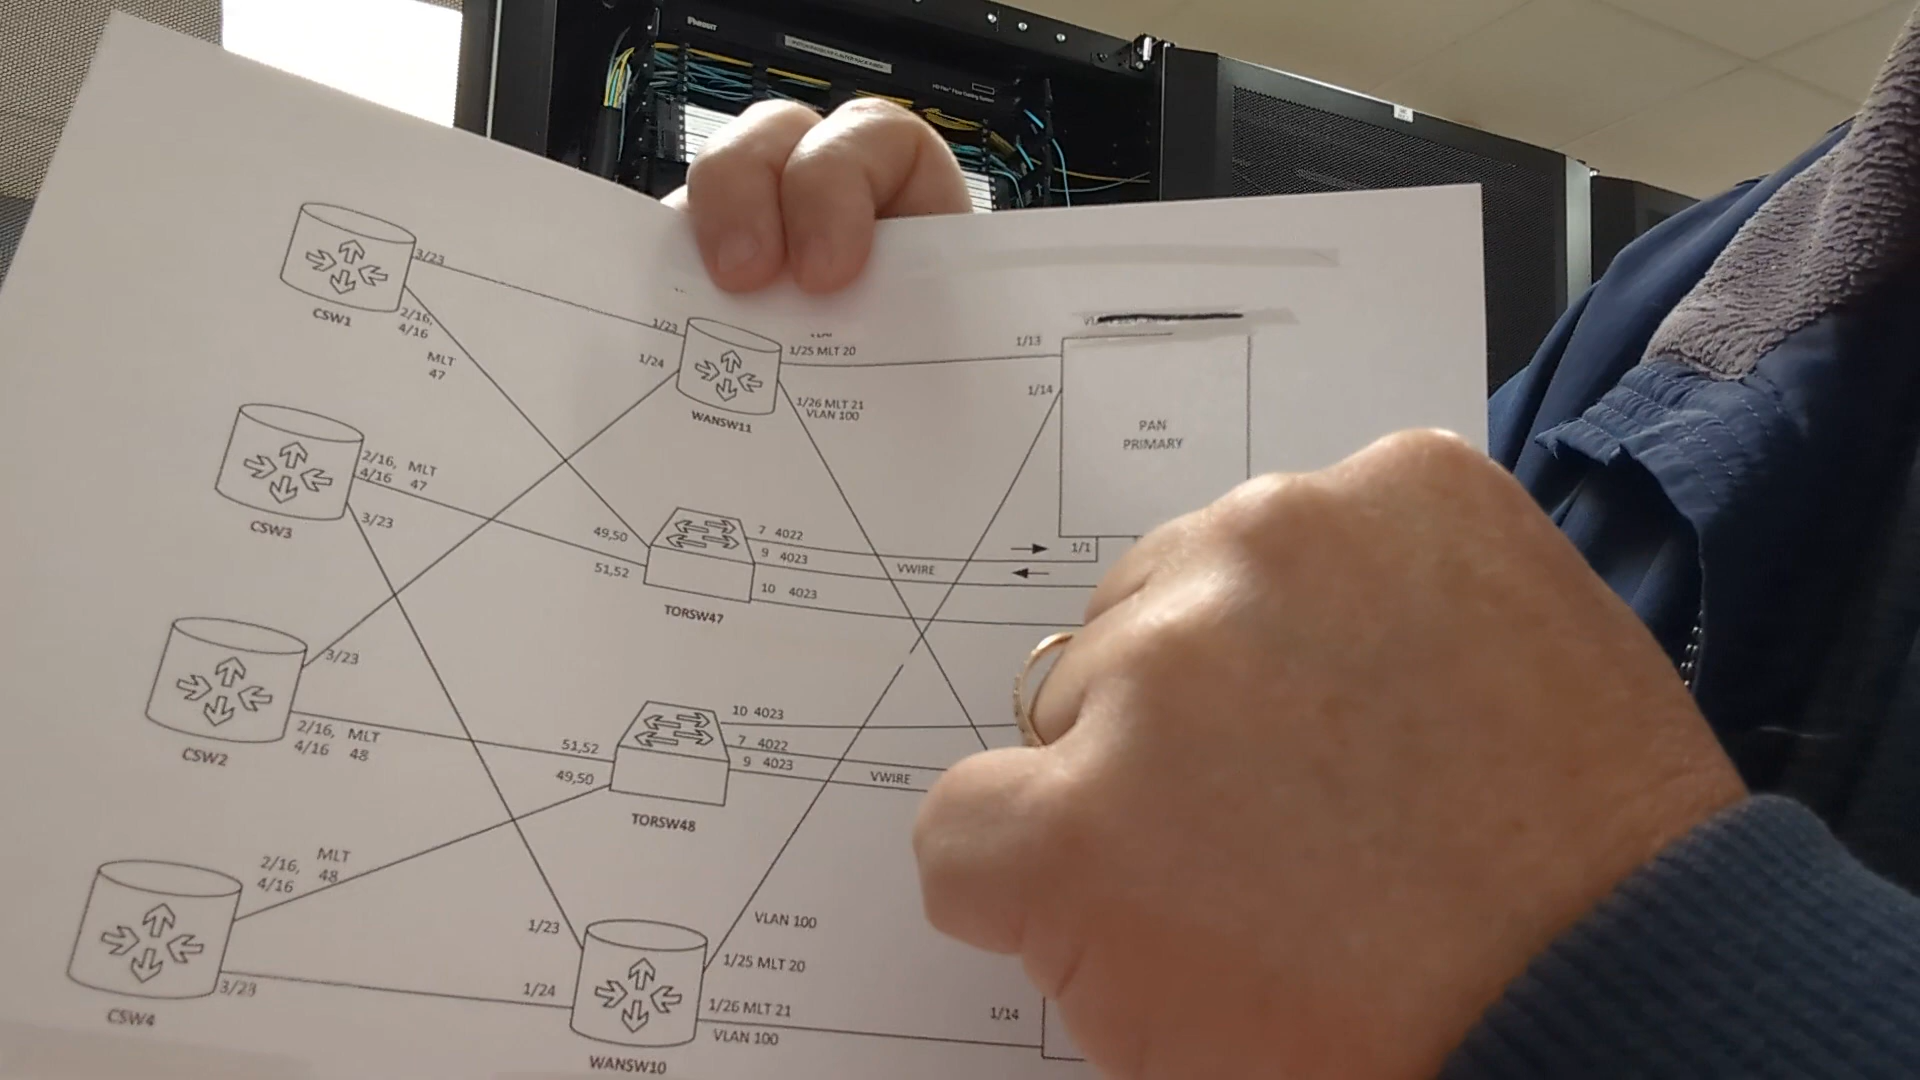 PANDUIT
3/23
CSW1
2/16,
4/16
MLT
47
1/23
1/24
WANSW11
1/25 MLT 20
1/26 MLT 21
VLAN 100
1/13
1/14
PAN
PRIMARY
1/1
2/16, MLT
4/16 47
3/23
CSW3
49,50
51,52
7 4022
9 4023
10 4023
VWIRE
TORSW47
3/23
2/16, MLT
4/16 48
CSW2
51,52
49,50
10 4023
7 4022
9 4023
VWIRE
TORSW48
2/16, MLT
4/16 48
3/23
CSW4
1/23
1/24
VLAN 100
1/25 MLT 20
1/26 MLT 21
VLAN 100
WANSW10
1/14